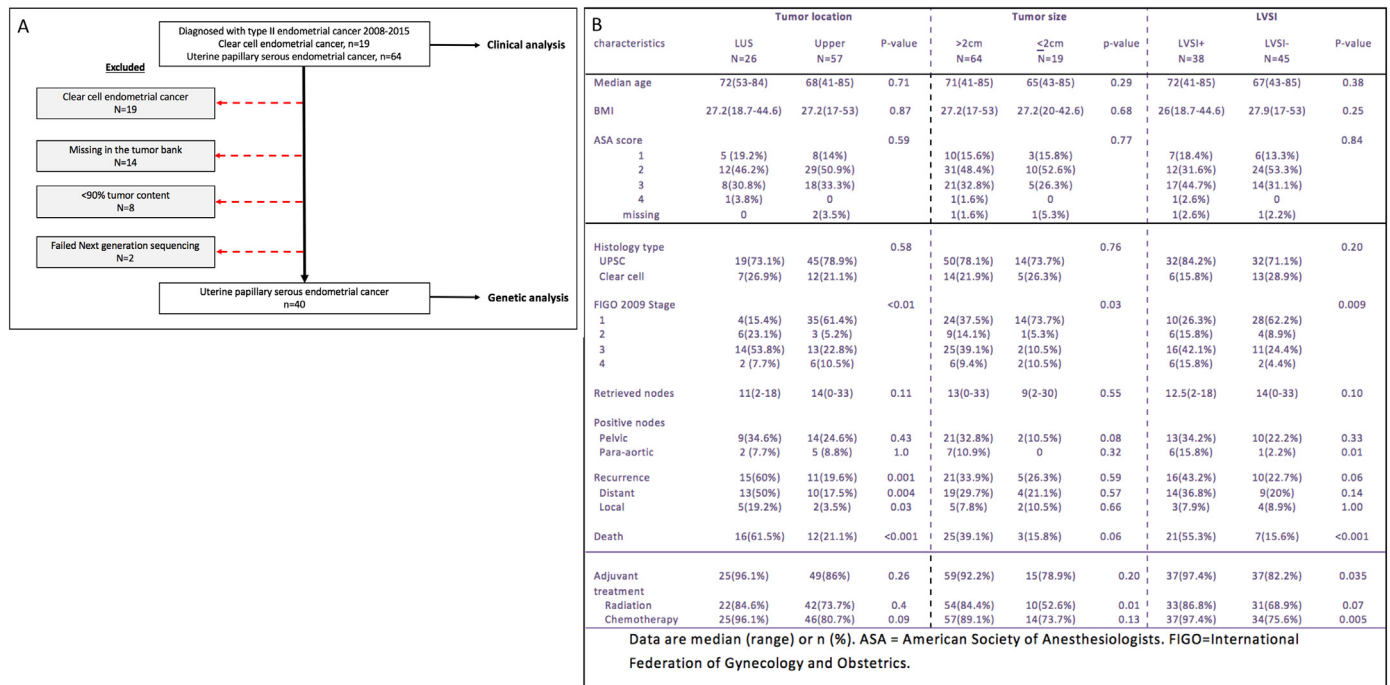 A
Diagnosed with type II endometrial cancer 2008-2015
Clear cell endometrial cancer, n=19
Uterine papillary serous endometrial cancer, n=64
Clinical analysis
Excluded
Clear cell endometrial cancer
N=19
Missing in the tumor bank
N=14
<90% tumor content
N=8
Failed Next generation sequencing
N=2
Uterine papillary serous endometrial cancer
n=40
Genetic analysis
B
Tumor location Tumor size LVSI
characteristics LUS Upper P-value >2cm <2cm p-value LVSI+ LVSI- P-value
N=26 N=57 N=64 N=19 N=38 N=45
Median age 72(53-84) 68(41-85) 0.71 71(41-85) 65(43-85) 0.29 72(41-85) 67(43-85) 0.38
BMI 27.2(18.7-44.6) 27.2(17-53) 0.87 27.2(17-53) 27.2(20-42.6) 0.68 26(18.7-44.6) 27.9(17-53) 0.25
ASA score 0.59 0.77 0.84
1 5 (19.2%) 8(14%) 10(15.6%) 3(15.8%) 7(18.4%) 6(13.3%)
2 12(46.2%) 29(50.9%) 31(48.4%) 10(52.6%) 12(31.6%) 24(53.3%)
3 8(30.8%) 18(33.3%) 21(32.8%) 5(26.3%) 17(44.7%) 14(31.1%)
4 1(3.8%) 0 1(1.6%) 0 1(2.6%) 0
missing 0 2(3.5%) 1(1.6%) 1(5.3%) 1(2.6%) 1(2.2%)
Histology type 0.58 0.76 0.20
UPSC 19(73.1%) 45(78.9%) 50(78.1%) 14(73.7%) 32(84.2%) 32(71.1%)
Clear cell 7(26.9%) 12(21.1%) 14(21.9%) 5(26.3%) 6(15.8%) 13(28.9%)
FIGO 2009 Stage <0.01 0.03 0.009
1 4(15.4%) 35(61.4%) 24(37.5%) 14(73.7%) 10(26.3%) 28(62.2%)
2 6(23.1%) 3 (5.2%) 9(14.1%) 1(5.3%) 6(15.8%) 4(8.9%)
3 14(53.8%) 13(22.8%) 25(39.1%) 2(10.5%) 16(42.1%) 11(24.4%)
4 2 (7.7%) 6(10.5%) 6(9.4%) 2(10.5%) 6(15.8%) 2(4.4%)
Retrieved nodes 11(2-18) 14(0-33) 0.11 13(0-33) 9(2-30) 0.55 12.5(2-18) 14(0-33) 0.10
Positive nodes
Pelvic 9(34.6%) 14(24.6%) 0.43 21(32.8%) 2(10.5%) 0.08 13(34.2%) 10(22.2%) 0.33
Para-aortic 2 (7.7%) 5 (8.8%) 1.0 7(10.9%) 0 0.32 6(15.8%) 1(2.2%) 0.01
Recurrence 15(60%) 11(19.6%) 0.001 21(33.9%) 5(26.3%) 0.59 16(43.2%) 10(22.7%) 0.06
Distant 13(50%) 10(17.5%) 0.004 19(29.7%) 4(21.1%) 0.57 14(36.8%) 9(20%) 0.14
Local 5(19.2%) 2(3.5%) 0.03 5(7.8%) 2(10.5%) 0.66 3(7.9%) 4(8.9%) 1.00
Death 16(61.5%) 12(21.1%) <0.001 25(39.1%) 3(15.8%) 0.06 21(55.3%) 7(15.6%) <0.001
Adjuvant 25(96.1%) 49(86%) 0.26 59(92.2%) 15(78.9%) 0.20 37(97.4%) 37(82.2%) 0.035
treatment
Radiation 22(84.6%) 42(73.7%) 0.4 54(84.4%) 10(52.6%) 0.01 33(86.8%) 31(68.9%) 0.07
Chemotherapy 25(96.1%) 46(80.7%) 0.09 57(89.1%) 14(73.7%) 0.13 37(97.4%) 34(75.6%) 0.005
Data are median (range) or n (%). ASA = American Society of Anesthesiologists. FIGO=International
Federation of Gynecology and Obstetrics.